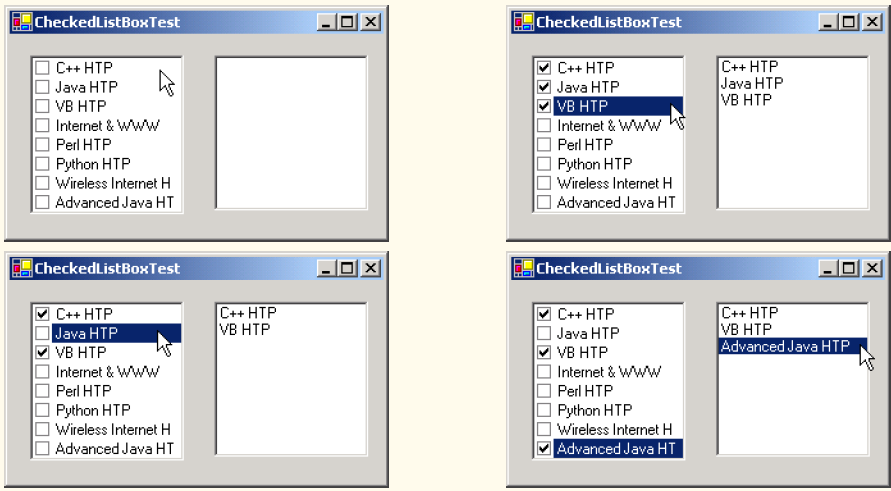 CheckedListBoxTest
C++ HTP
Java HTP
VB HTP
Internet & WWW
Perl HTP
Python HTP
Wireless Internet H
Advanced Java HT
CheckedListBoxTest
C++ HTP
Java HTP
VB HTP
Internet & WWW
Perl HTP
Python HTP
Wireless Internet H
Advanced Java HT
C++ HTP
Java HTP
VB HTP
CheckedListBoxTest
C++ HTP
Java HTP
VB HTP
Internet & WWW
Perl HTP
Python HTP
Wireless Internet H
Advanced Java HT
C++ HTP
VB HTP
CheckedListBoxTest
C++ HTP
Java HTP
VB HTP
Internet & WWW
Perl HTP
Python HTP
Wireless Internet H
Advanced Java HT
C++ HTP
VB HTP
Advanced Java HTP